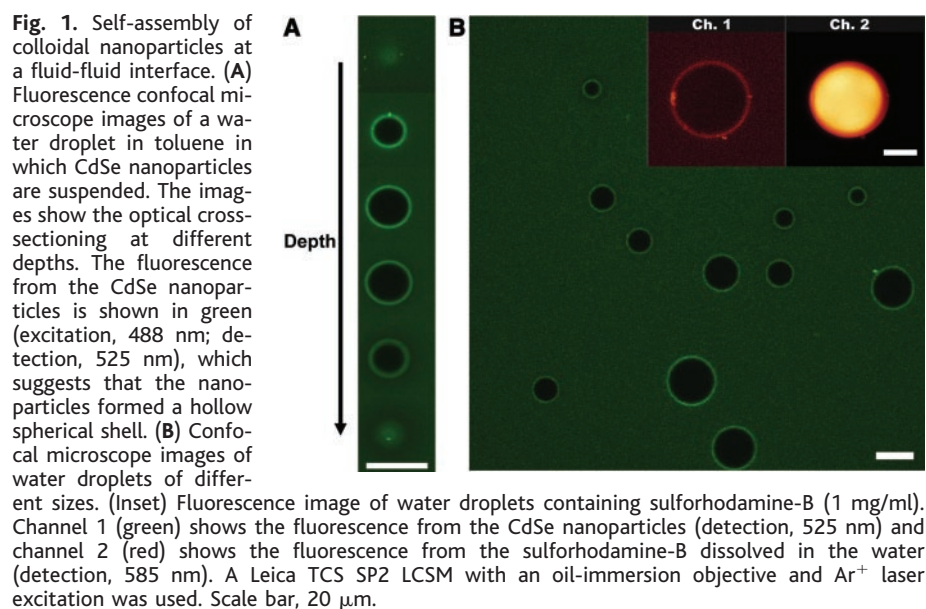 Fig. 1. Self-assembly of
colloidal nanoparticles at
a fluid-fluid interface. (A)
Fluorescence confocal mi-
croscope images of a wa-
ter droplet in toluene in
which CdSe nanoparticles
are suspended. The imag-
es show the optical cross-
sectioning at different
depths. The fluorescence
from the CdSe nanopar-
ticles is shown in green
(excitation, 488 nm; de-
tection, 525 nm), which
suggests that the nano-
particles formed a hollow
spherical shell. (B) Confo-
cal microscope images of
water droplets of differ-
ent sizes. (Inset) Fluorescence image of water droplets containing sulforhodamine-B (1 mg/ml).
Channel 1 (green) shows the fluorescence from the CdSe nanoparticles (detection, 525 nm) and
channel 2 (red) shows the fluorescence from the sulforhodamine-B dissolved in the water
(detection, 585 nm). A Leica TCS SP2 LCSM with an oil-immersion objective and Ar⁺ laser
excitation was used. Scale bar, 20 μm.
A
Depth
B
Ch. 1
Ch. 2